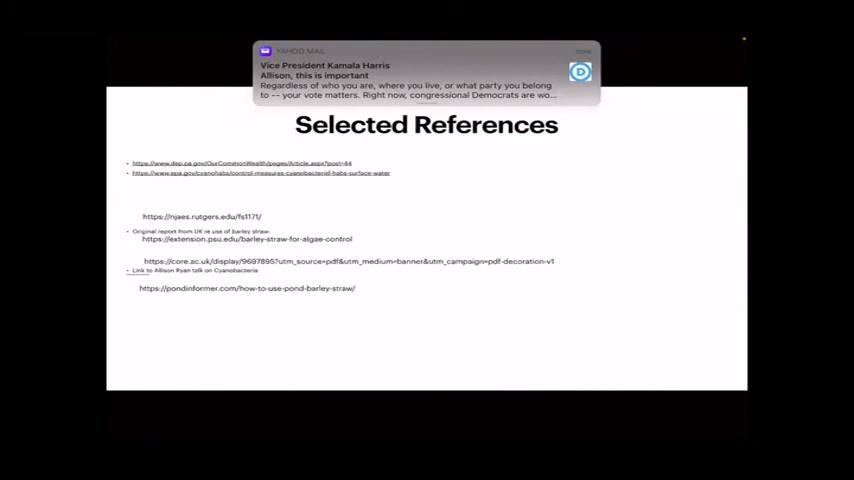 YAHOO MAIL
Vice President Kamala Harris
Allison, this is important
Regardless of who you are, where you live, or what party you belong
to -- your vote matters. Right now, congressional Democrats are wo...
Selected References
• https://www.dep.pa.gov/OurCommonWealth/pages/Article.aspx?post=44
• https://www.epa.gov/cyanohabs/control-measures-cyanobacterial-habs-surface-water
https://njaes.rutgers.edu/fs1171/
• Original report from UK re use of barley straw:
https://extension.psu.edu/barley-straw-for-algae-control
https://core.ac.uk/display/9697895?utm_source=pdf&utm_medium=banner&utm_campaign=pdf-decoration-v1
• Link to Allison Ryan talk on Cyanobacteria
https://pondinformer.com/how-to-use-pond-barley-straw/